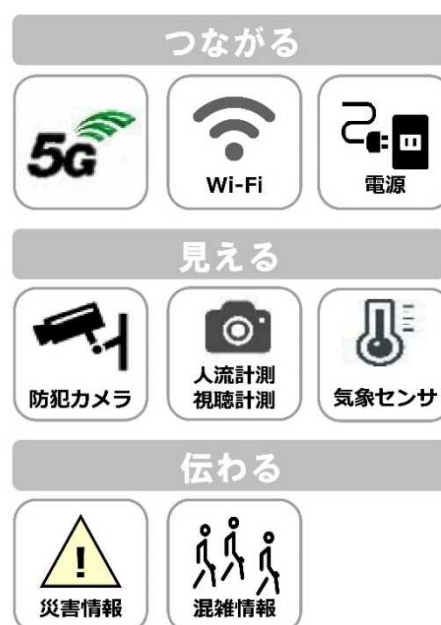 つながる
5G
Wi-Fi
電源
見える
防犯カメラ
人流計測
視聴計測
気象センサ
伝わる
!
災害情報
混雑情報